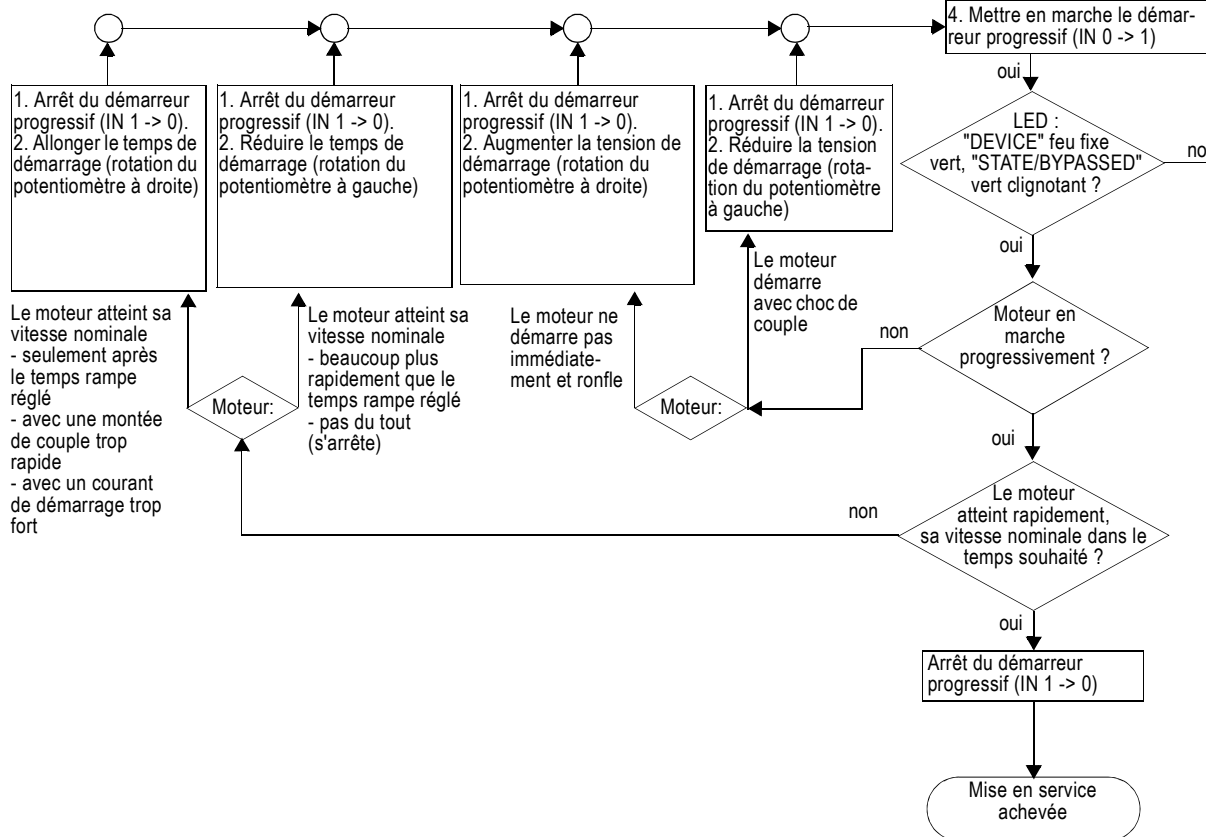 4. Mettre en marche le démar-
reur progressif (IN 0 -> 1)
oui
1. Arrêt du démarreur
progressif (IN 1 -> 0).
2. Allonger le temps de
démarrage (rotation du
potentiomètre à droite)
1. Arrêt du démarreur
progressif (IN 1 -> 0).
2. Réduire le temps de
démarrage (rotation du
potentiomètre à gauche)
1. Arrêt du démarreur
progressif (IN 1 -> 0).
2. Augmenter la tension de
démarrage (rotation du
potentiomètre à droite)
1. Arrêt du démarreur
progressif (IN 1 -> 0).
2. Réduire la tension
de démarrage (rota-
tion du potentiomètre
à gauche)
LED :
"DEVICE" feu fixe
vert, "STATE/BYPASSED"
vert clignotant ?
no
oui
Le moteur atteint sa
vitesse nominale
- seulement après
le temps rampe
réglé
- avec une montée
de couple trop
rapide
- avec un courant
de démarrage trop
fort
Moteur:
Le moteur atteint sa
vitesse nominale
- beaucoup plus
rapidement que le
temps rampe réglé
- pas du tout
(s'arrête)
Le moteur ne
démarre pas
immédiate-
ment et ronfle
Moteur:
Le moteur
démarre
avec choc de
couple
non
Moteur en
marche
progressivement ?
oui
non
Le moteur
atteint rapidement,
sa vitesse nominale dans le
temps souhaité ?
oui
Arrêt du démarreur
progressif (IN 1 -> 0)
Mise en service
achevée